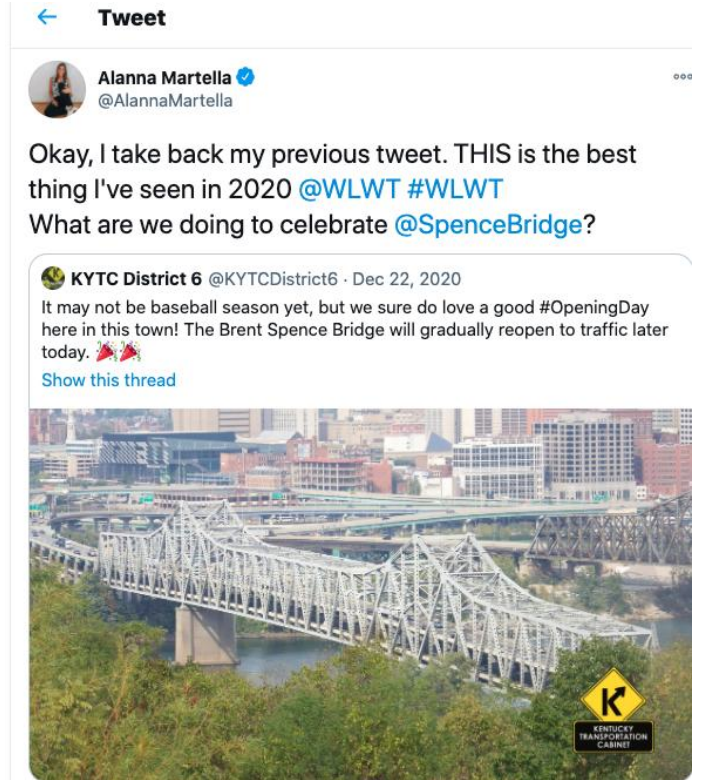 Tweet
Alanna Martella
@AlannaMartella
Okay, I take back my previous tweet. THIS is the best
thing I've seen in 2020 @WLWT #WLWT
What are we doing to celebrate @SpenceBridge?
KYTC District 6 @KYTCDistrict6 · Dec 22, 2020
It may not be baseball season yet, but we sure do love a good #OpeningDay
here in this town! The Brent Spence Bridge will gradually reopen to traffic later
today. 🎉🎉
Show this thread
K
KENTUCKY
TRANSPORTATION
CABINET